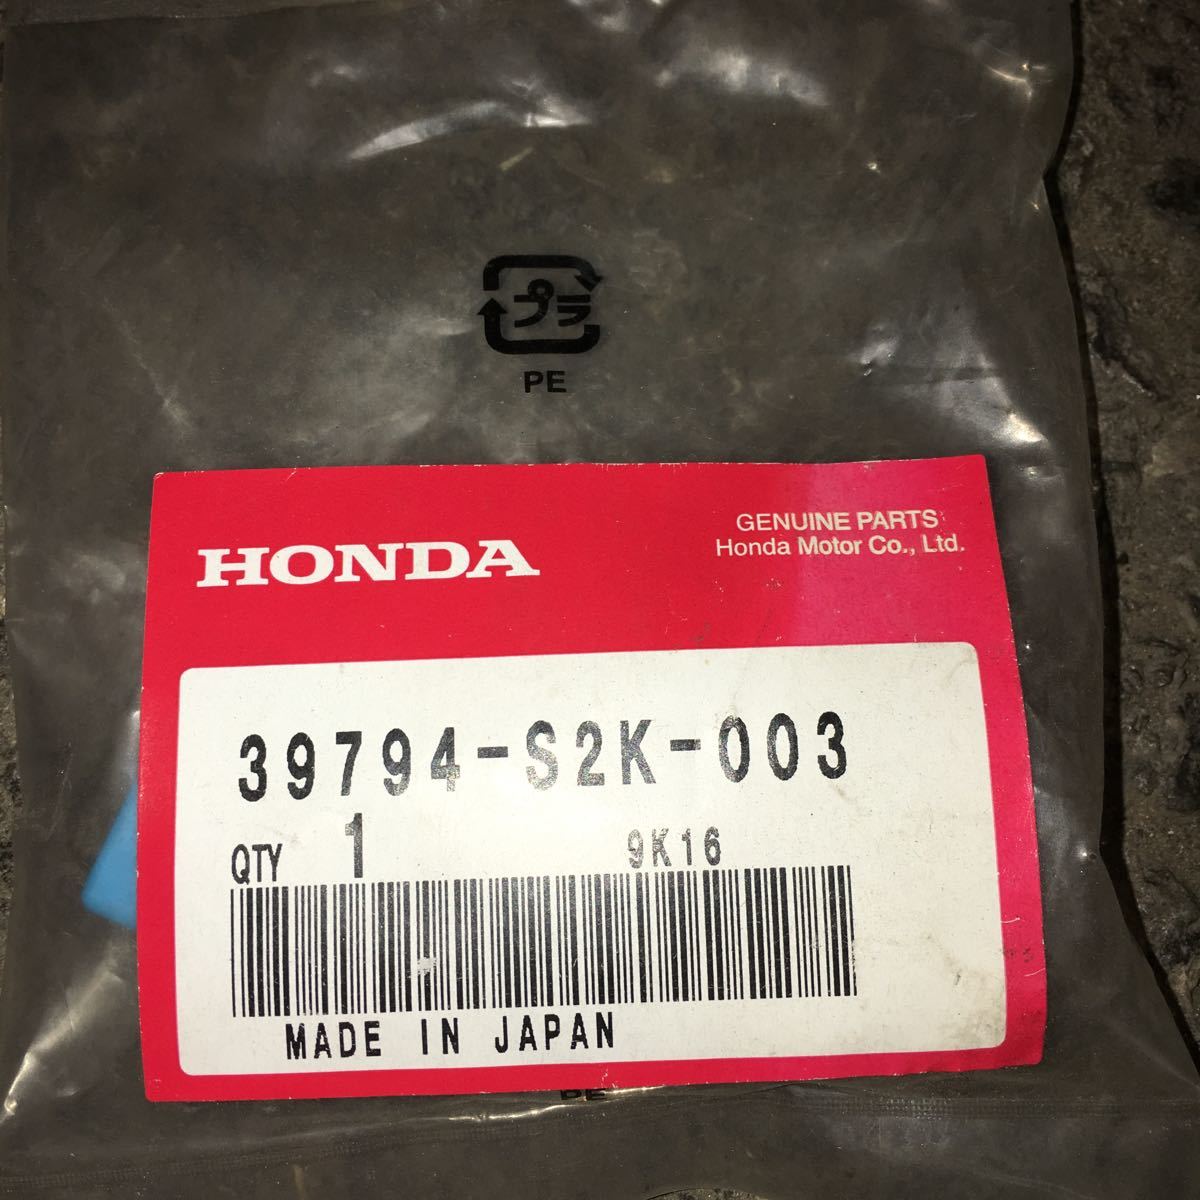 プラ
PE
HONDA
GENUINE PARTS
Honda Motor Co., Ltd.
39794-S2K-003
QTY 1 9K16
MADE IN JAPAN
PE